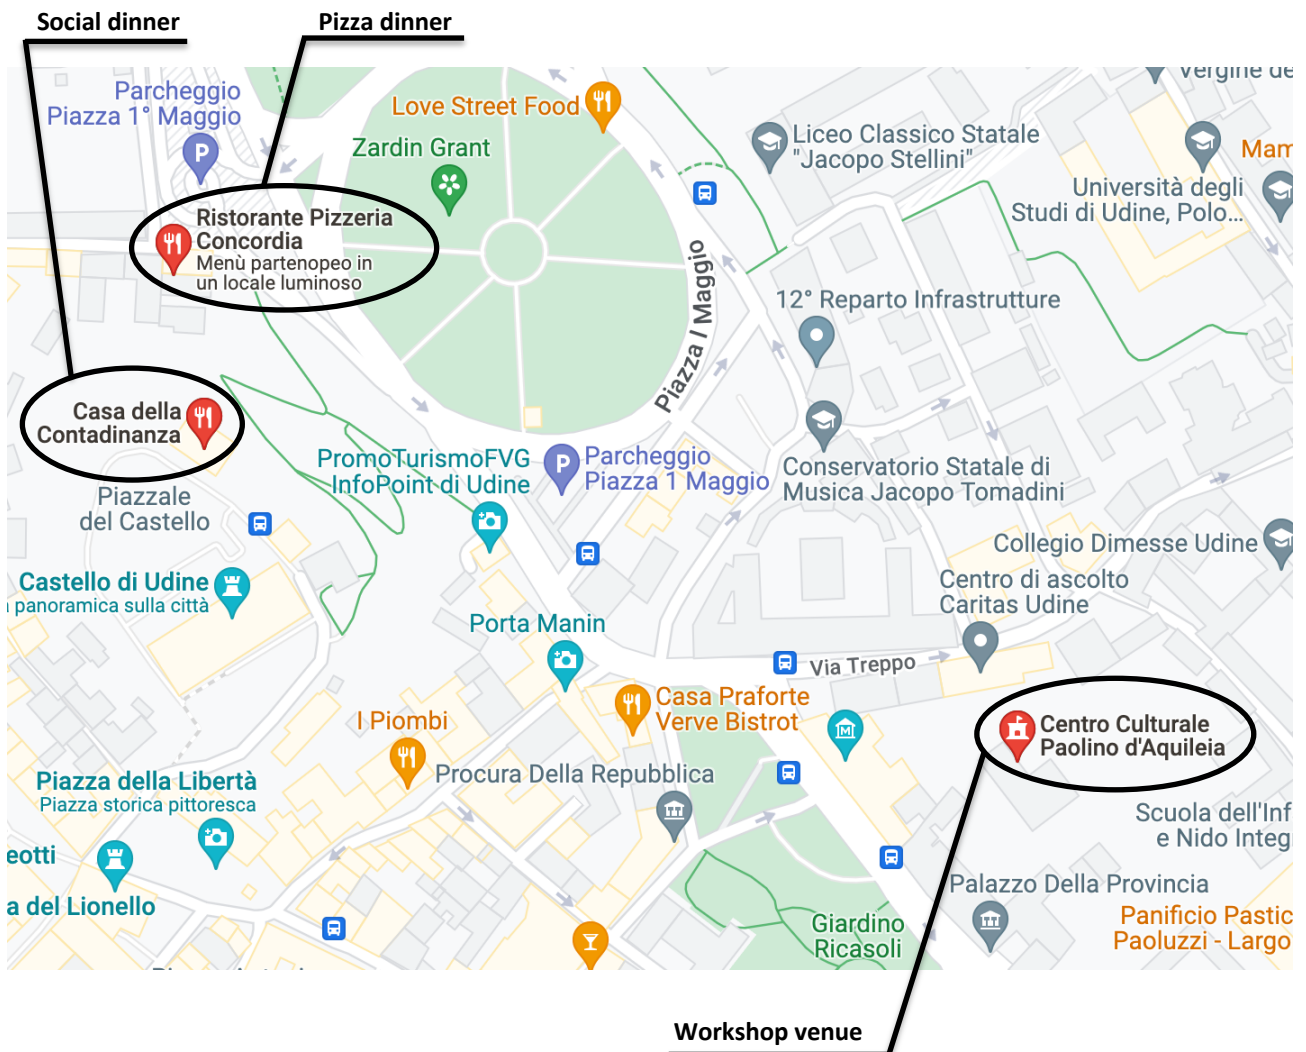 Social dinner
Pizza dinner
Parcheggio
Piazza 1° Maggio
Love Street Food
Zardin Grant
Liceo Classico Statale
"Jacopo Stellini"
Vergine de
Mam
Università degli
Studi di Udine, Polo...
Ristorante Pizzeria
Concordia
Menù partenopeo in
un locale luminoso
Piazza I Maggio
12° Reparto Infrastrutture
Casa della
Contadinanza
PromoTurismoFVG
InfoPoint di Udine
Parcheggio
Piazza 1 Maggio
Conservatorio Statale di
Musica Jacopo Tomadini
Piazzale
del Castello
Collegio Dimesse Udine
Castello di Udine
panoramica sulla città
Centro di ascolto
Caritas Udine
Porta Manin
Via Treppo
Casa Praforte
Verve Bistrot
I Piombi
Centro Culturale
Paolino d'Aquileia
Piazza della Libertà
Piazza storica pittoresca
Procura Della Repubblica
Scuola dell'Inf
e Nido Integ
eotti
a del Lionello
Palazzo Della Provincia
Giardino
Ricasoli
Panificio Pastic
Paoluzzi - Largo
Workshop venue